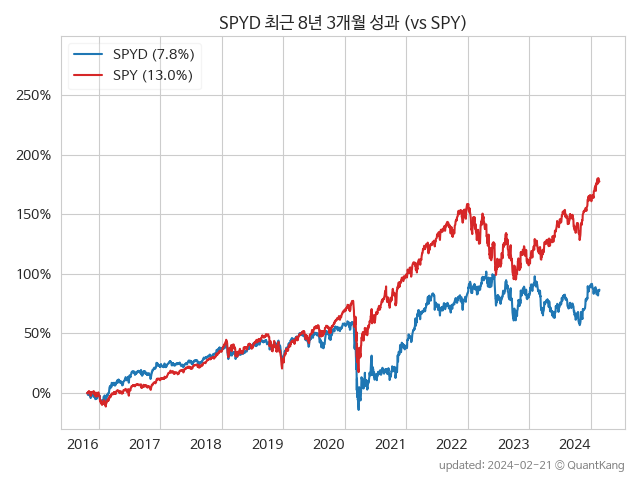 SPYD 최근 8년 3개월 성과 (vs SPY)
SPYD (7.8%)
SPY (13.0%)
250%
200%
150%
100%
50%
0%
2016 2017 2018 2019 2020 2021 2022 2023 2024
updated: 2024-02-21 © QuantKang